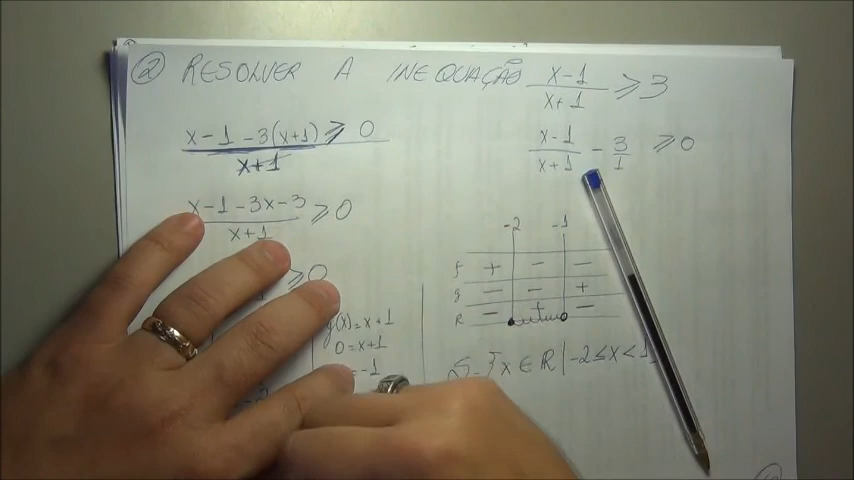 ② RESOLVER A INEQUAÇÃO x-1/x+1 ≥ 3
x-1/x+1 - 3/1 ≥ 0
x-1-3(x+1)/x+1 ≥ 0
x-1-3x-3/x+1 ≥ 0
≥ 0
g(x)=x+1
0=x+1
=-1
-2 -1
f + - -
g - - +
R - + -
x ∈ R | -2≤x<